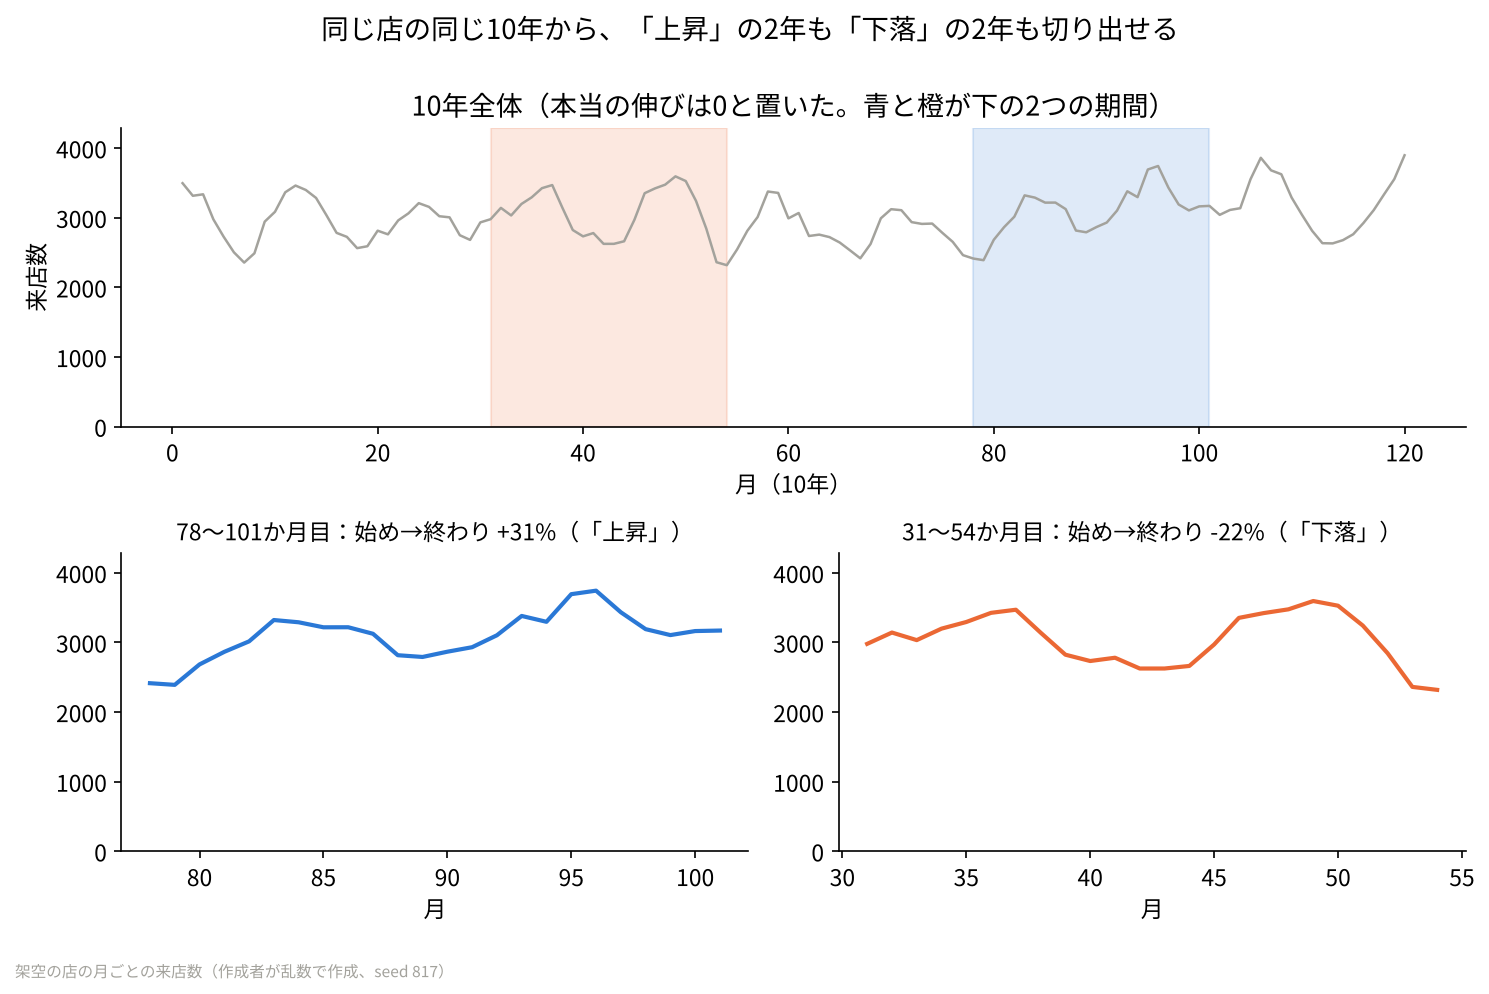 同じ店の同じ10年から、「上昇」の2年も「下落」の2年も切り出せる
10年全体（本当の伸びは0と置いた。青と橙が下の2つの期間）
4000
3000
2000
1000
0
来店数
0 20 40 60 80 100 120
月（10年）
78～101か月目：始め→終わり +31%（「上昇」）
4000
3000
2000
1000
0
80 85 90 95 100
月
31～54か月目：始め→終わり -22%（「下落」）
4000
3000
2000
1000
0
30 35 40 45 50 55
月
架空の店の月ごとの来店数（作成者が乱数で作成、seed 817）